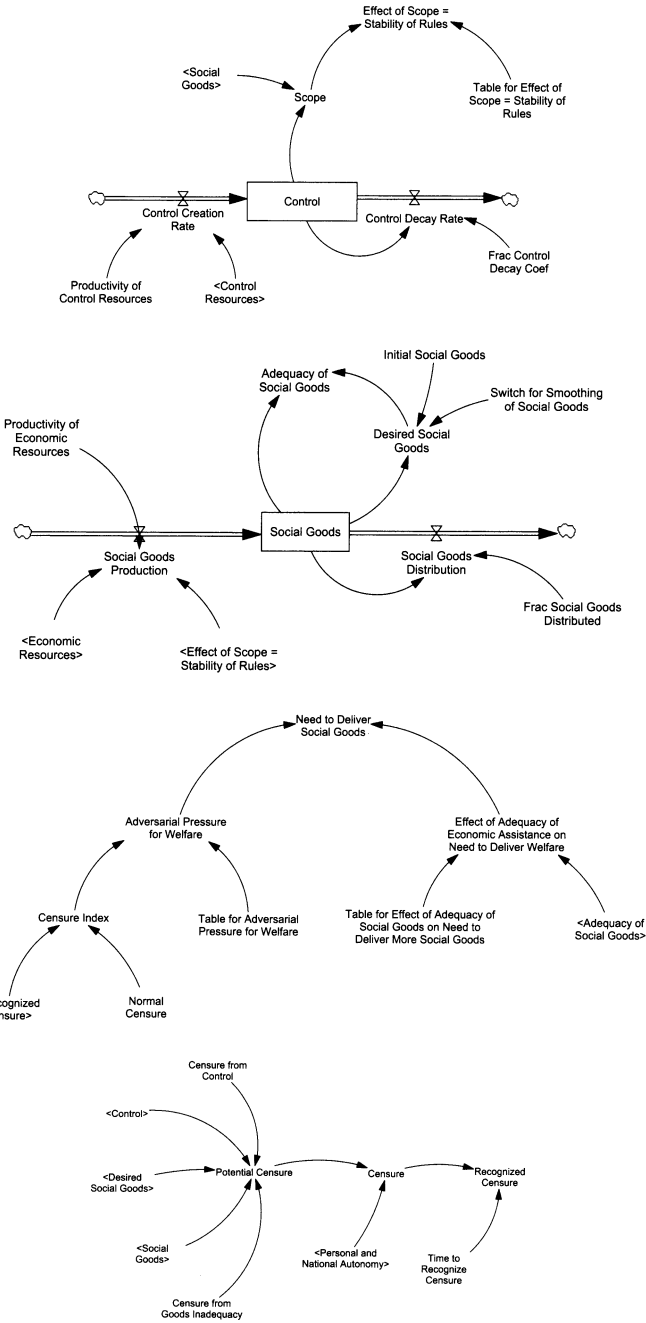 Effect of Scope =
Stability of Rules
<Social
Goods>
Scope
Table for Effect of
Scope = Stability of
Rules
Control
Control Creation
Rate
Control Decay Rate
Productivity of
Control Resources
<Control
Resources>
Frac Control
Decay Coef
Initial Social Goods
Adequacy of
Social Goods
Switch for Smoothing
of Social Goods
Productivity of
Economic
Resources
Desired Social
Goods
Social Goods
Social Goods
Production
Social Goods
Distribution
Frac Social Goods
Distributed
<Economic
Resources>
<Effect of Scope =
Stability of Rules>
Need to Deliver
Social Goods
Adversarial Pressure
for Welfare
Effect of Adequacy of
Economic Assistance on
Need to Deliver Welfare
Censure Index
Table for Adversarial
Pressure for Welfare
Table for Effect of Adequacy of
Social Goods on Need to
Deliver More Social Goods
<Adequacy of
Social Goods>
cognized
nsure>
Normal
Censure
Censure from
Control
<Control>
<Desired
Social Goods>
Potential Censure
Censure
Recognized
Censure
<Social
Goods>
<Personal and
National Autonomy>
Time to
Recognize
Censure
Censure from
Goods Inadequacy